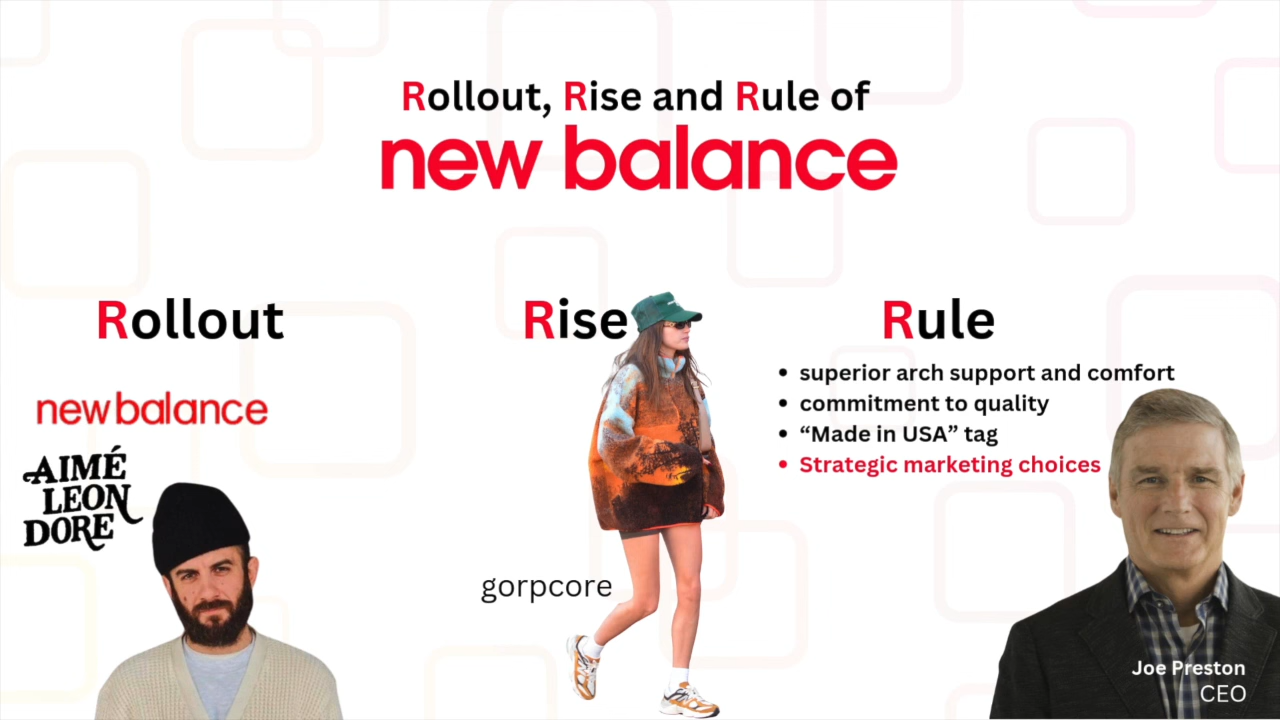 Rollout, Rise and Rule of
new balance
Rollout
new balance
AIMÉ
LEON
DORE
Rise
gorpcore
Rule
• superior arch support and comfort
• commitment to quality
• “Made in USA” tag
• Strategic marketing choices
Joe Preston
CEO